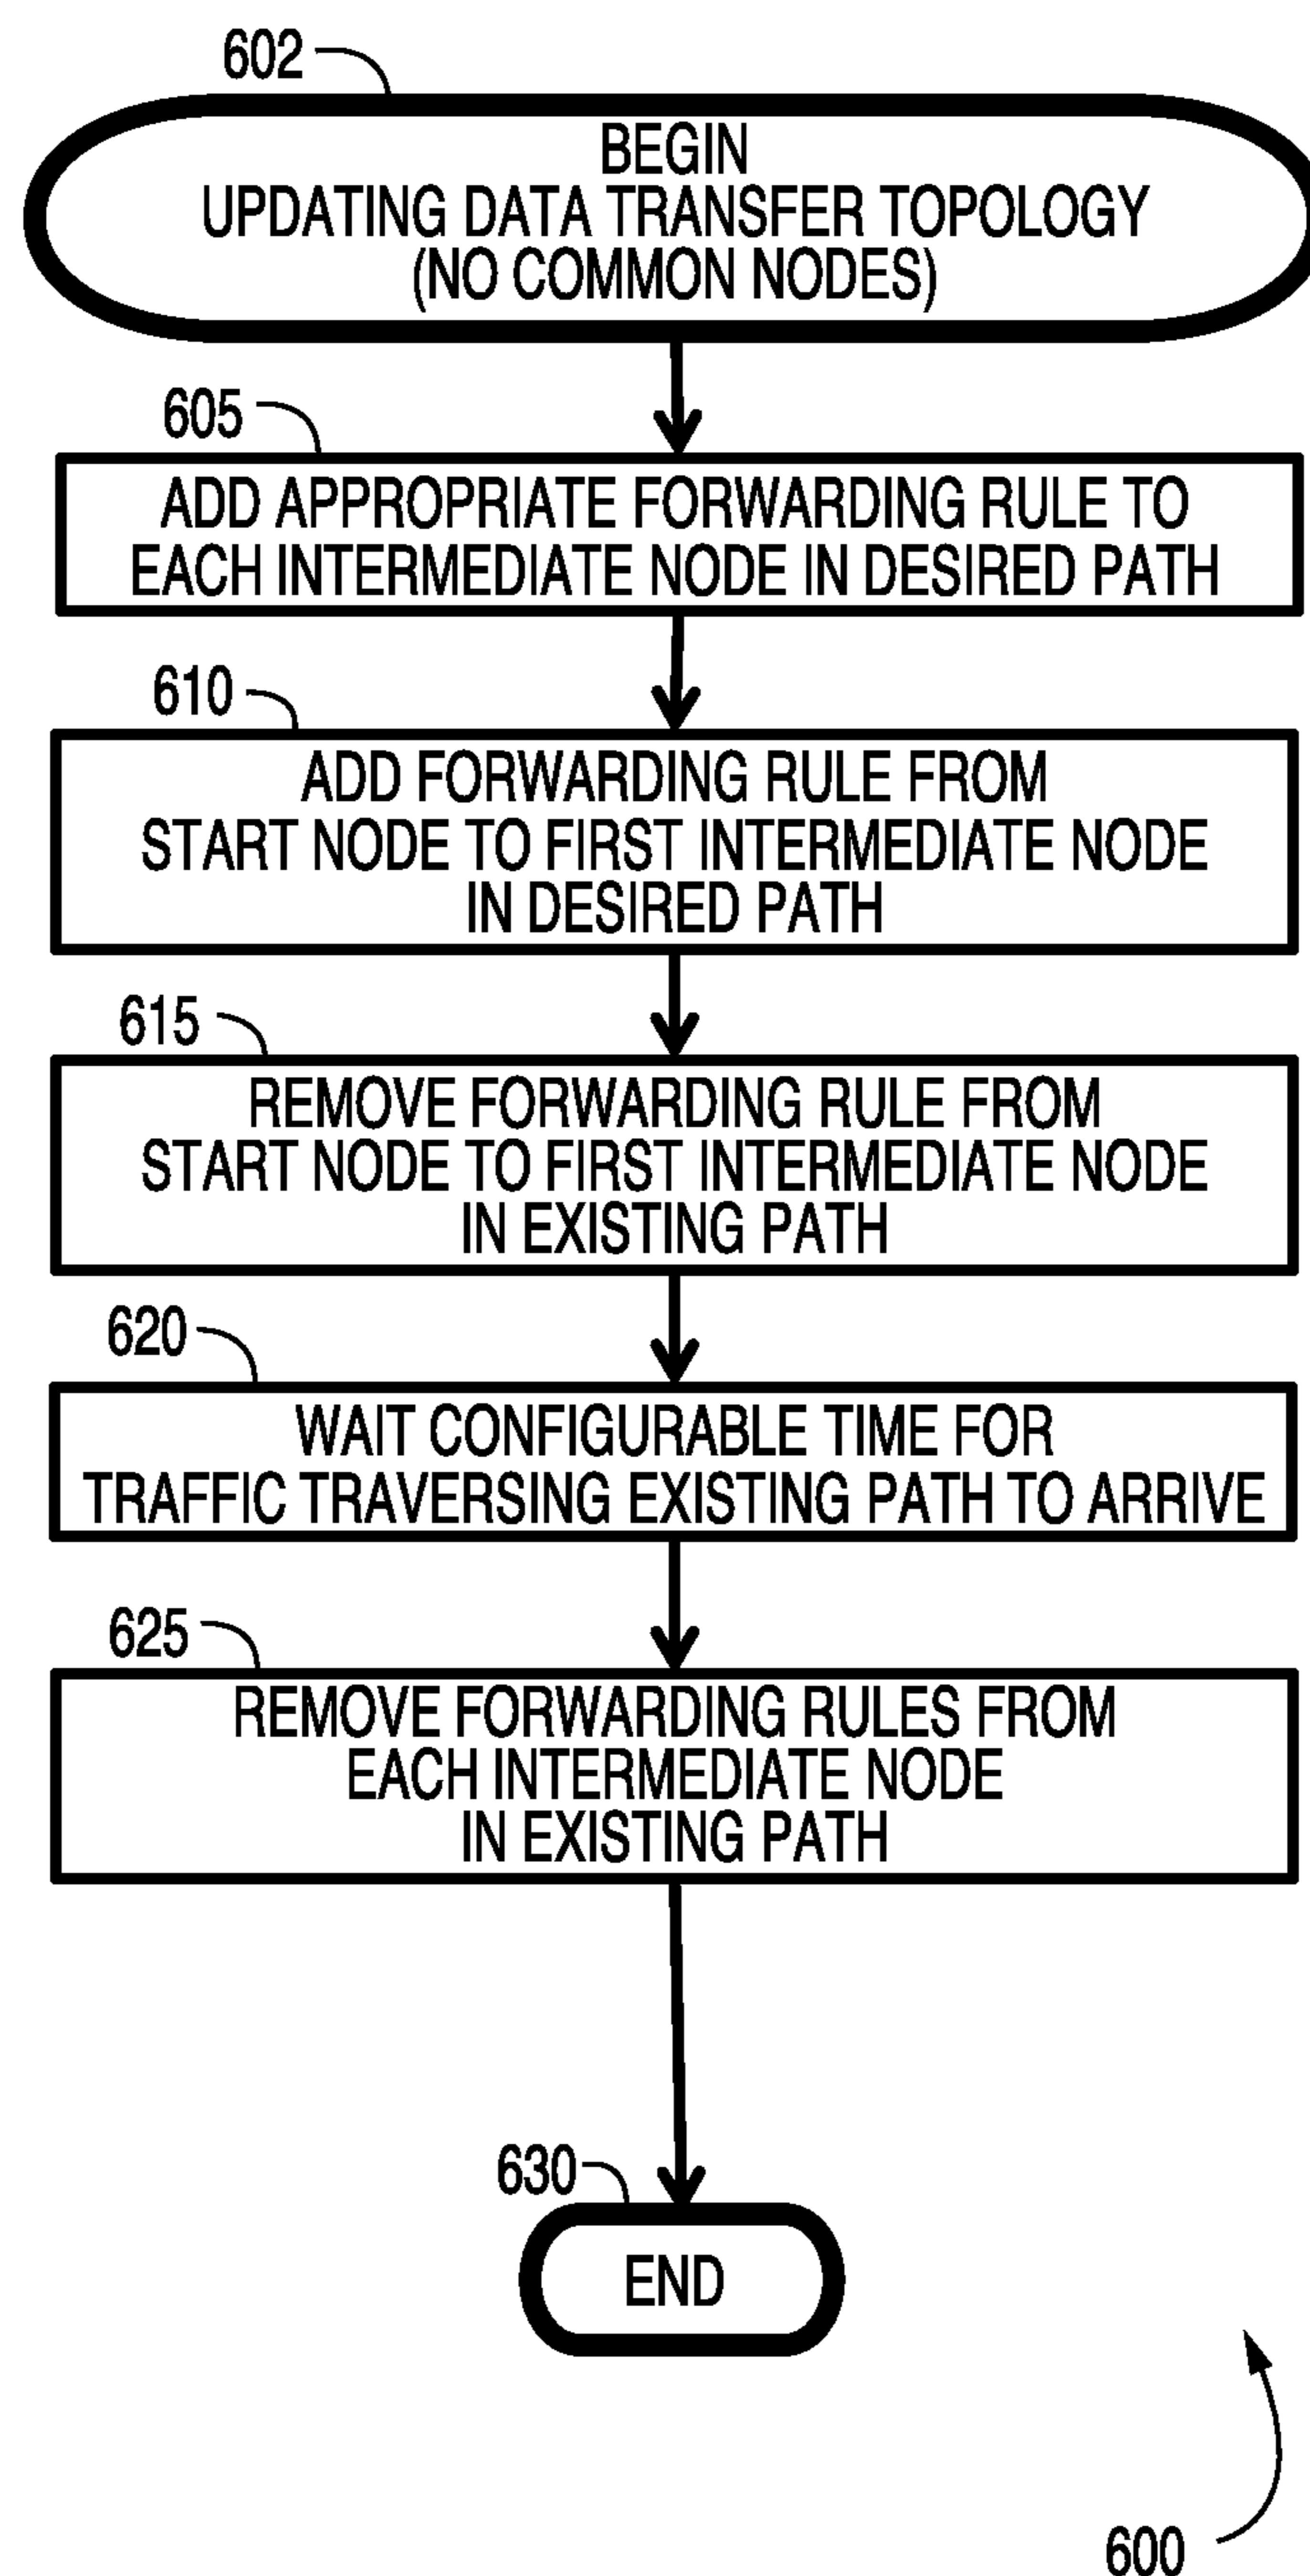 602
BEGIN
UPDATING DATA TRANSFER TOPOLOGY
(NO COMMON NODES)
605
ADD APPROPRIATE FORWARDING RULE TO
EACH INTERMEDIATE NODE IN DESIRED PATH
610
ADD FORWARDING RULE FROM
START NODE TO FIRST INTERMEDIATE NODE
IN DESIRED PATH
615
REMOVE FORWARDING RULE FROM
START NODE TO FIRST INTERMEDIATE NODE
IN EXISTING PATH
620
WAIT CONFIGURABLE TIME FOR
TRAFFIC TRAVERSING EXISTING PATH TO ARRIVE
625
REMOVE FORWARDING RULES FROM
EACH INTERMEDIATE NODE
IN EXISTING PATH
630
END
600